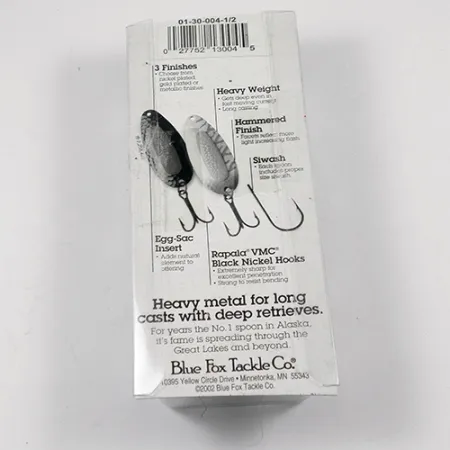 01-30-004-1/2
0 27752 13004 5
3 Finishes
• Choose from
nickel plated,
gold plated or
metallic finishes
Heavy Weight
• Gets deep even in
fast moving current
• Long casting
Hammered
Finish
• Facets reflect more
light increasing flash
Siwash
• Each spoon
includes proper
size siwash
Egg-Sac
Insert
• Adds natural
element to
offering
Rapala® VMC®
Black Nickel Hooks
• Extremely sharp for
excellent penetration
• Strong to resist bending
Heavy metal for long
casts with deep retrieves.
For years the No. 1 spoon in Alaska,
it's fame is spreading through the
Great Lakes and beyond.
Blue Fox Tackle Co.®
10395 Yellow Circle Drive • Minnetonka, MN 55343
©2002 Blue Fox Tackle Co.